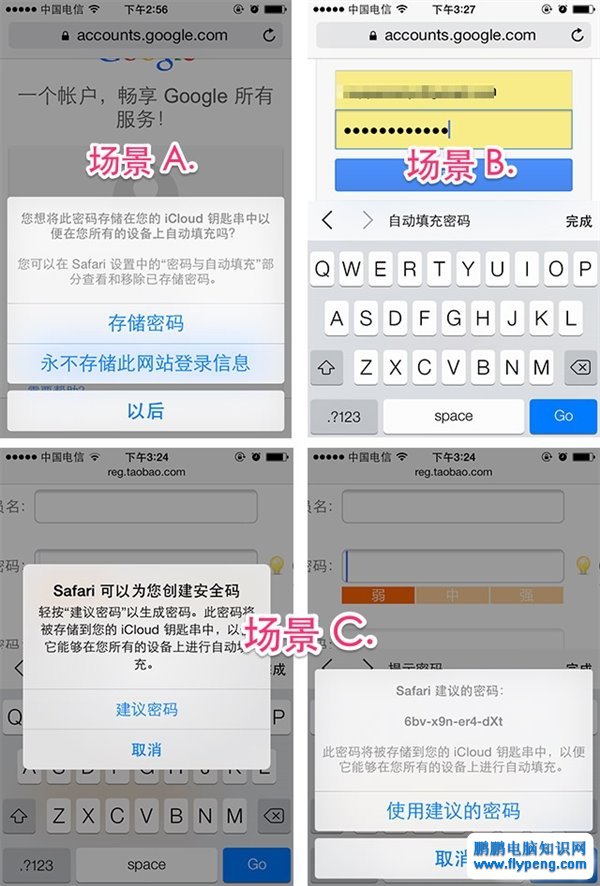 中国电信 下午2:56
accounts.google.com
Google
一个帐户，畅享 Google 所有
服务！
场景 A.
您想将此密码存储在您的 iCloud 钥匙串中以
便在您所有的设备上自动填充吗?
您可以在 Safari 设置中的“密码与自动填充”部
分查看和移除已存储密码。
存储密码
永不存储此网站登录信息
需要帮助?
以后
中国电信 下午3:27
accounts.google.com
●●●●●●●●●●●●
场景 B.
自动填充密码 完成
Q W E R T Y U I O P
A S D F G H J K L
Z X C V B N M
.?123 space Go
中国电信 下午3:24
reg.taobao.com
员名：
密码：
Safari 可以为您创建安全码
轻按“建议密码”以生成密码。此密码将
被存储到您的 iCloud 钥匙串中，以
它能够在您所有的设备上进行自动填
充。
建议密码
取消
成
Q P
A S D F G H J K L
Z X C V B N M
.?123 space Go
场景 C.
中国电信 下午3:24
reg.taobao.com
员名：
密码：
弱 中 强
提示密码 完成
Safari 建议的密码：
6bv-x9n-er4-dXt
此密码将被存储到您的 iCloud 钥匙串中，以便
它能够在您所有的设备上进行自动填充。
使用建议的密码
取消
鹏鹏电脑知识网
www.flypeng.com